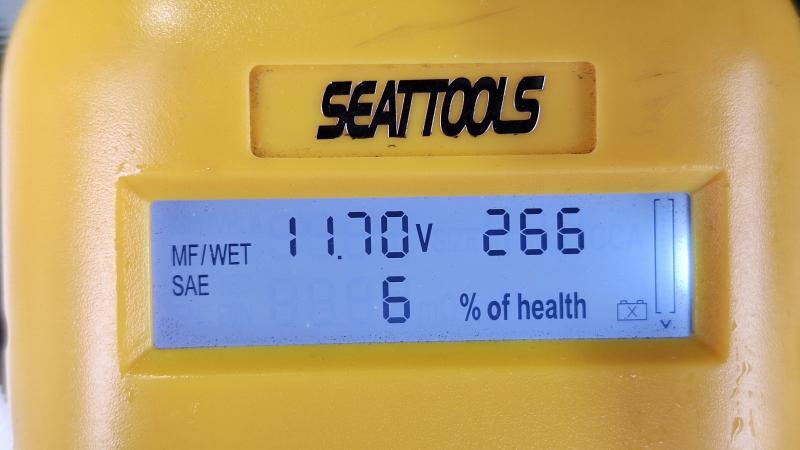 SEATTOOLS
MF/WET 11.70V 266
SAE 6 % of health